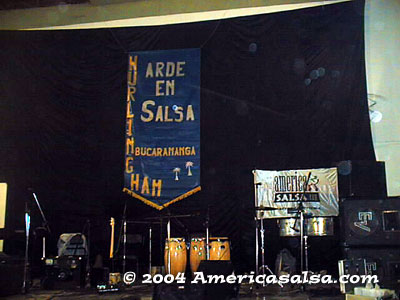 HURLINGHAM
ARDE
EN
SALSA
BUCARAMANGA
america
SALSA
© 2004 Americasalsa.com